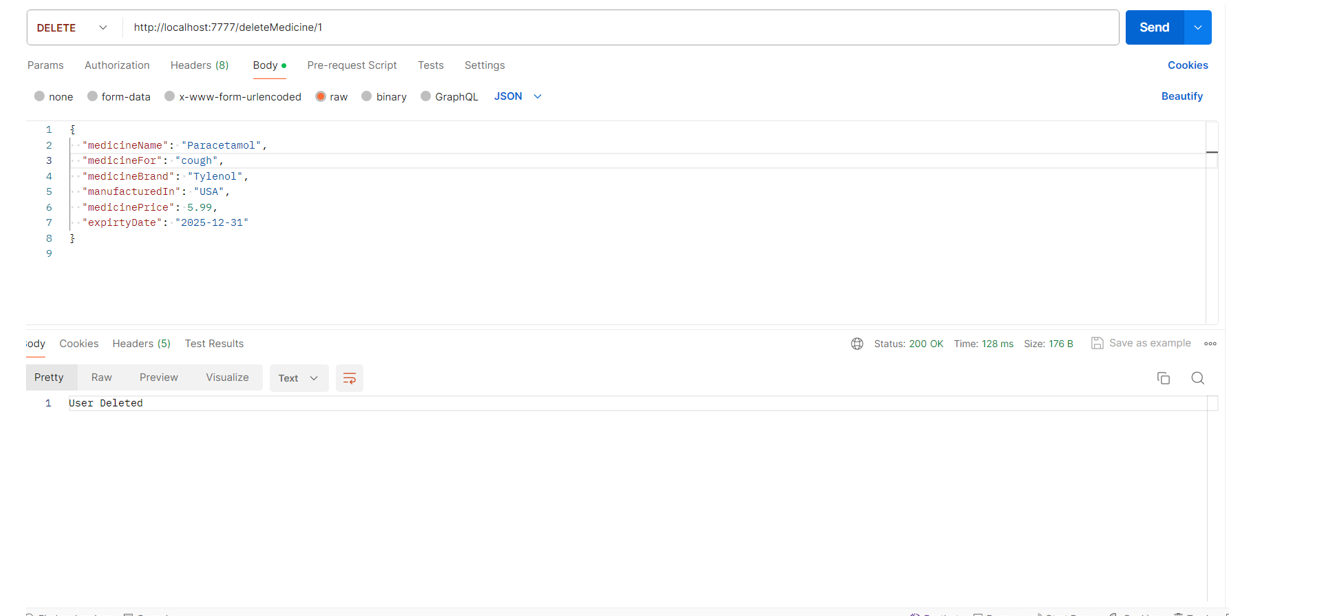 DELETE http://localhost:7777/deleteMedicine/1 Send
Params Authorization Headers (8) Body Pre-request Script Tests Settings Cookies
none form-data x-www-form-urlencoded raw binary GraphQL JSON Beautify
1 {
2 "medicineName": "Paracetamol",
3 "medicineFor": "cough",
4 "medicineBrand": "Tylenol",
5 "manufacturedIn": "USA",
6 "medicinePrice": 5.99,
7 "expirtyDate": "2025-12-31"
8 }
9
ody Cookies Headers (5) Test Results Status: 200 OK Time: 128 ms Size: 176 B Save as example
Pretty Raw Preview Visualize Text
1 User Deleted